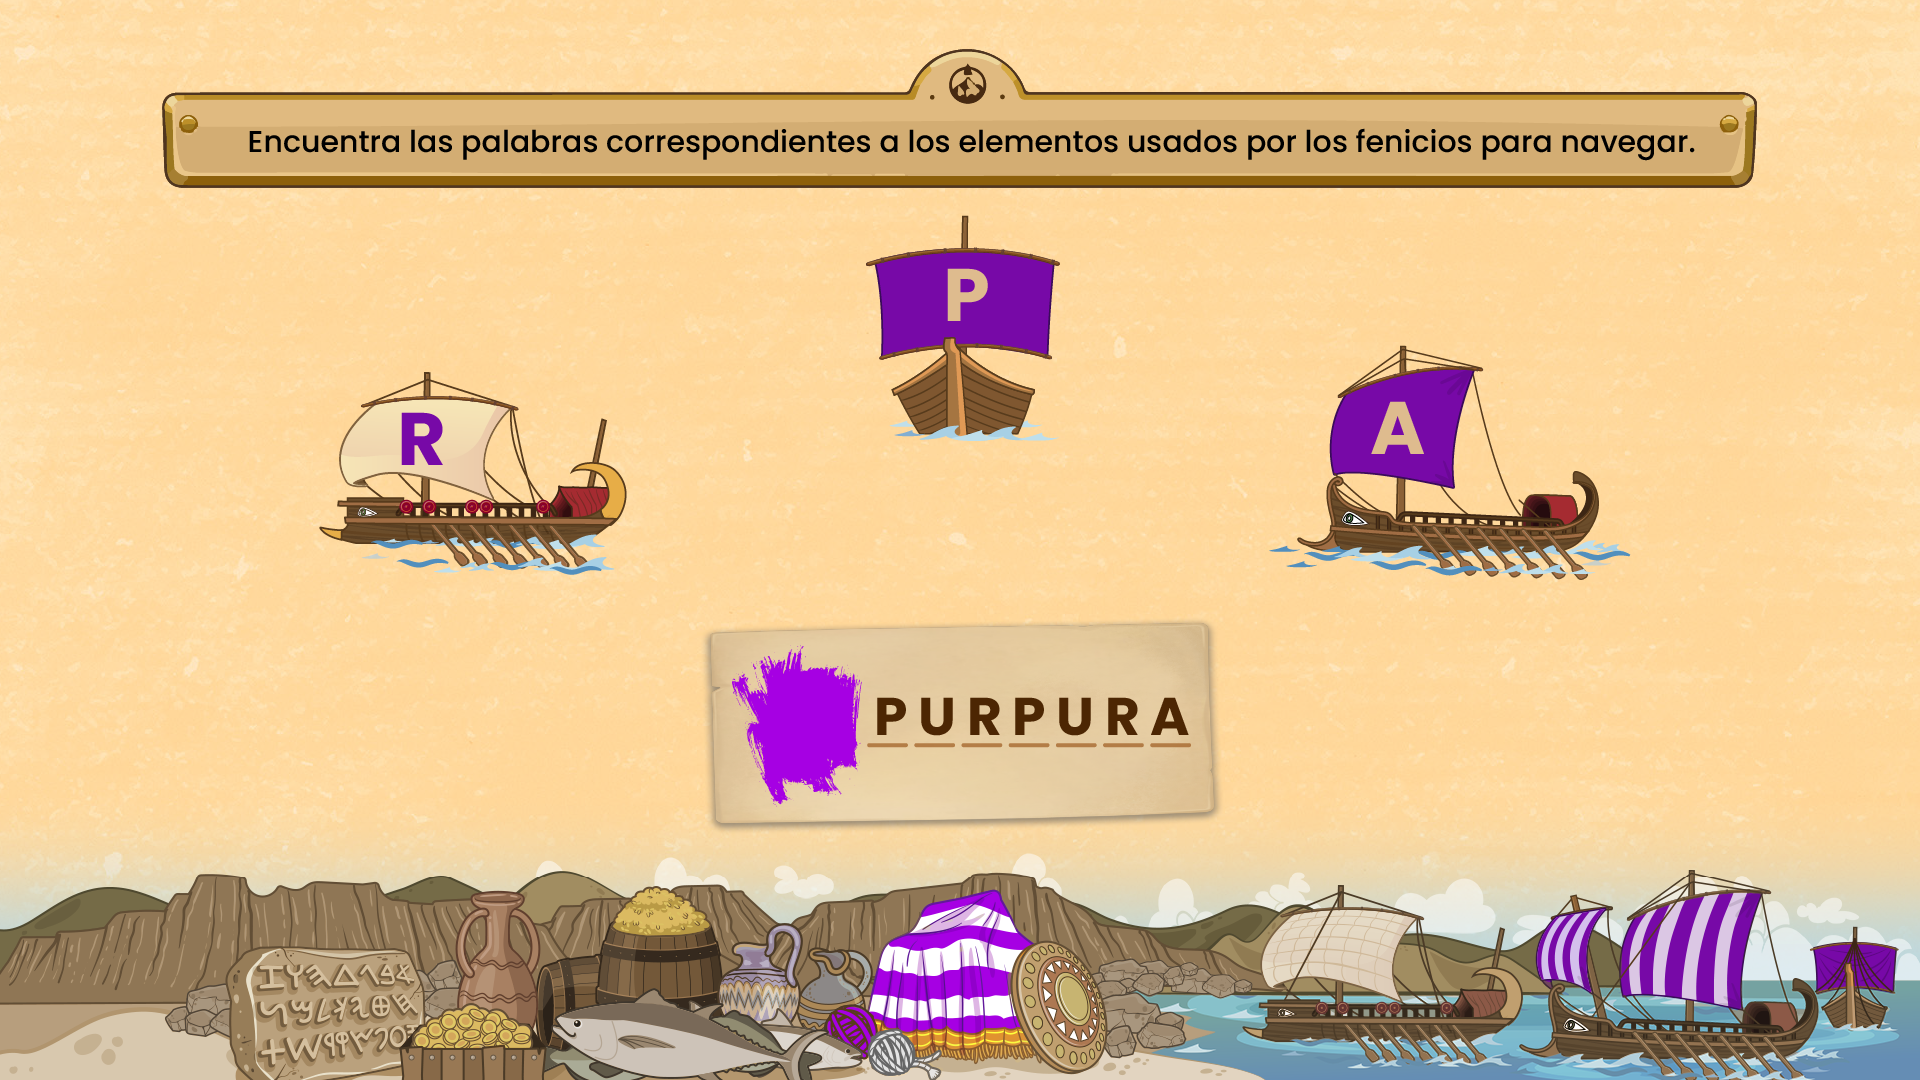 Encuentra las palabras correspondientes a los elementos usados por los fenicios para navegar.
P
R
A
PURPURA